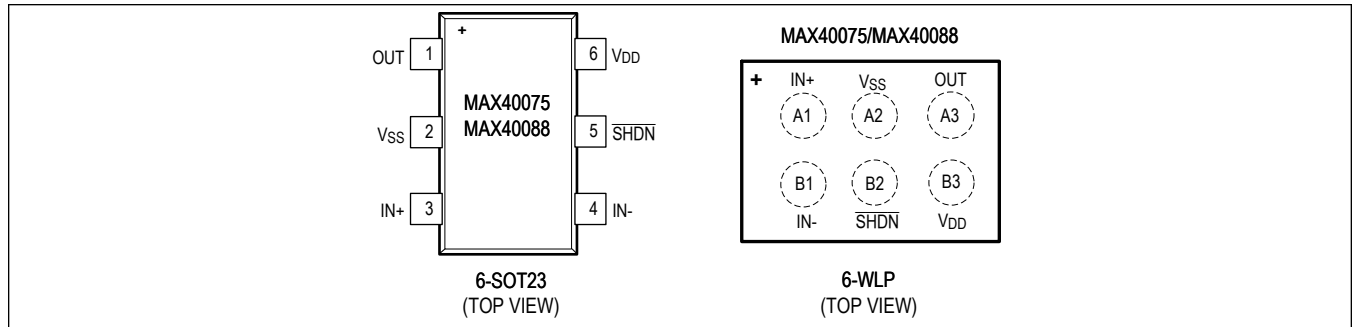 +
OUT 1
6 VDD
MAX40075
MAX40088
VSS 2
5 SHDN
IN+ 3
4 IN-
6-SOT23
(TOP VIEW)
MAX40075/MAX40088
+ IN+ VSS OUT
A1 A2 A3
B1 B2 B3
IN- SHDN VDD
6-WLP
(TOP VIEW)